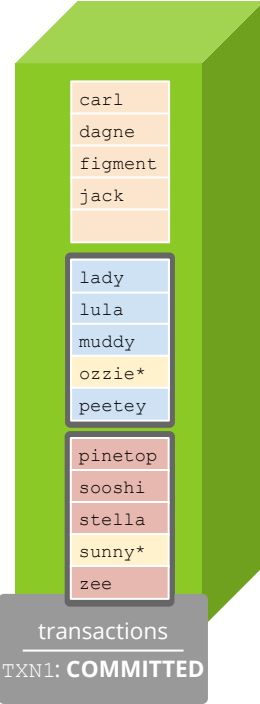 carl
dagne
figment
jack
lady
lula
muddy
ozzie*
peetey
pinetop
sooshi
stella
sunny*
zee
transactions
TXN1: COMMITTED